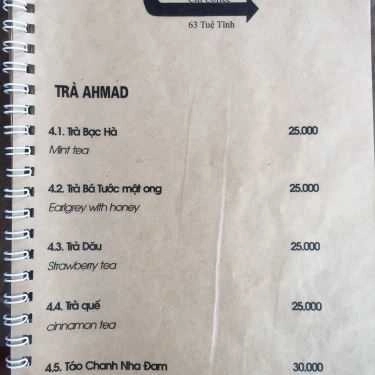 63 Tuệ Tĩnh
TRÀ AHMAD
4.1. Trà Bạc Hà 25.000
Mint tea
4.2. Trà Bá Tước mật ong 25.000
Earlgrey with honey
4.3. Trà Dâu 25.000
Strawberry tea
4.4. Trà quế 25.000
cinnamon tea
4.5. Táo Chanh Nha Đam 30.000